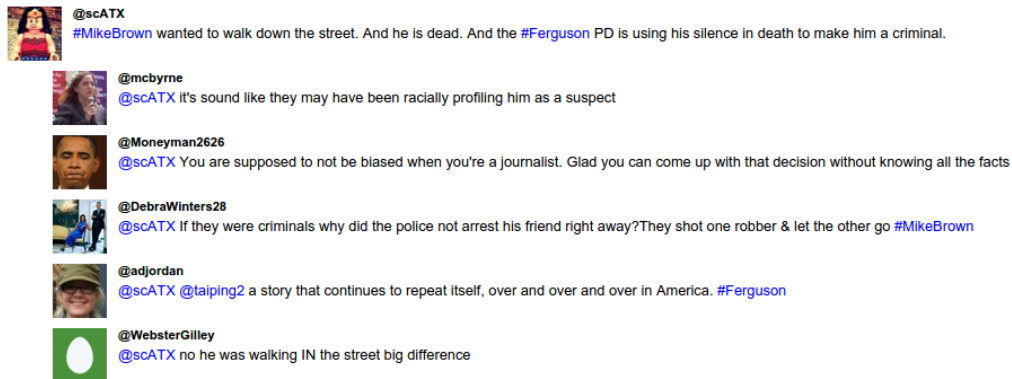 @scATX
#MikeBrown wanted to walk down the street. And he is dead. And the #Ferguson PD is using his silence in death to make him a criminal.
@mcbyrne
@scATX it's sound like they may have been racially profiling him as a suspect
@Moneyman2626
@scATX You are supposed to not be biased when you're a journalist. Glad you can come up with that decision without knowing all the facts
@DebraWinters28
@scATX If they were criminals why did the police not arrest his friend right away?They shot one robber & let the other go #MikeBrown
@adjordan
@scATX @taiping2 a story that continues to repeat itself, over and over and over in America. #Ferguson
@WebsterGilley
@scATX no he was walking IN the street big difference